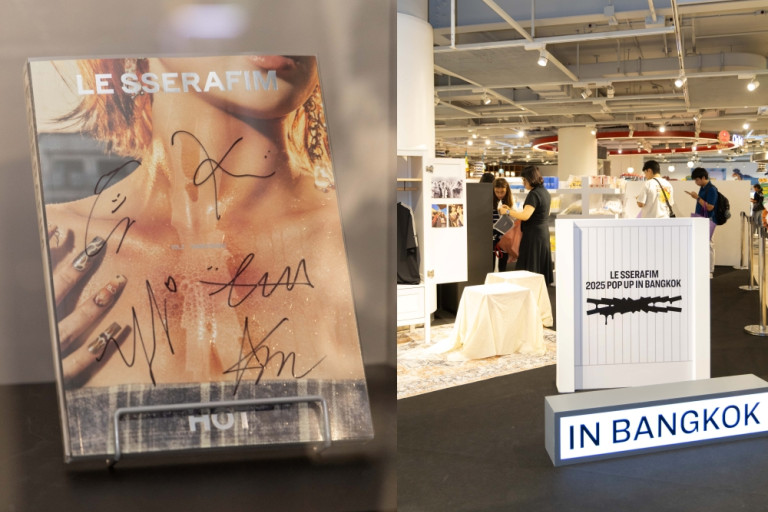 LE SSERAFIM
HOT
LE SSERAFIM
2025 POP UP IN BANGKOK
IN BANGKOK